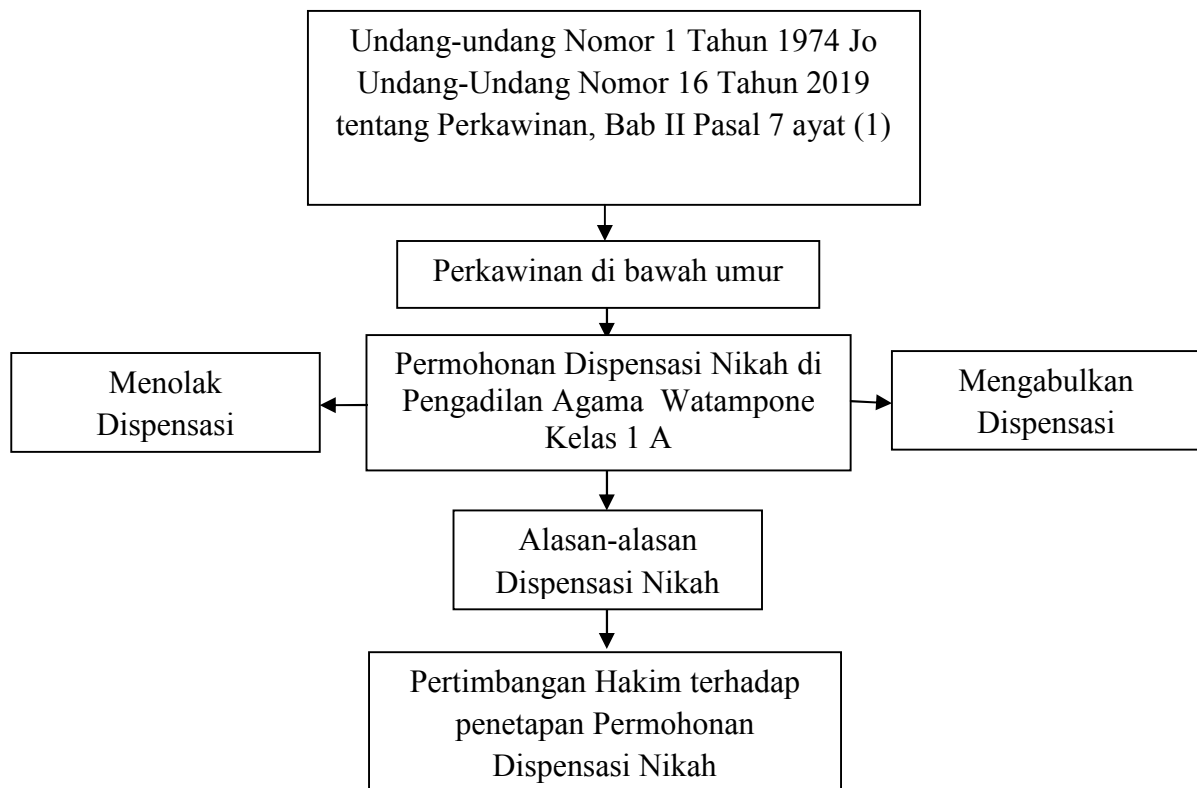 Undang-undang Nomor 1 Tahun 1974 Jo
Undang-Undang Nomor 16 Tahun 2019
tentang Perkawinan, Bab II Pasal 7 ayat (1)
Perkawinan di bawah umur
Menolak
Dispensasi
Permohonan Dispensasi Nikah di
Pengadilan Agama Watampone
Kelas 1 A
Mengabulkan
Dispensasi
Alasan-alasan
Dispensasi Nikah
Pertimbangan Hakim terhadap
penetapan Permohonan
Dispensasi Nikah